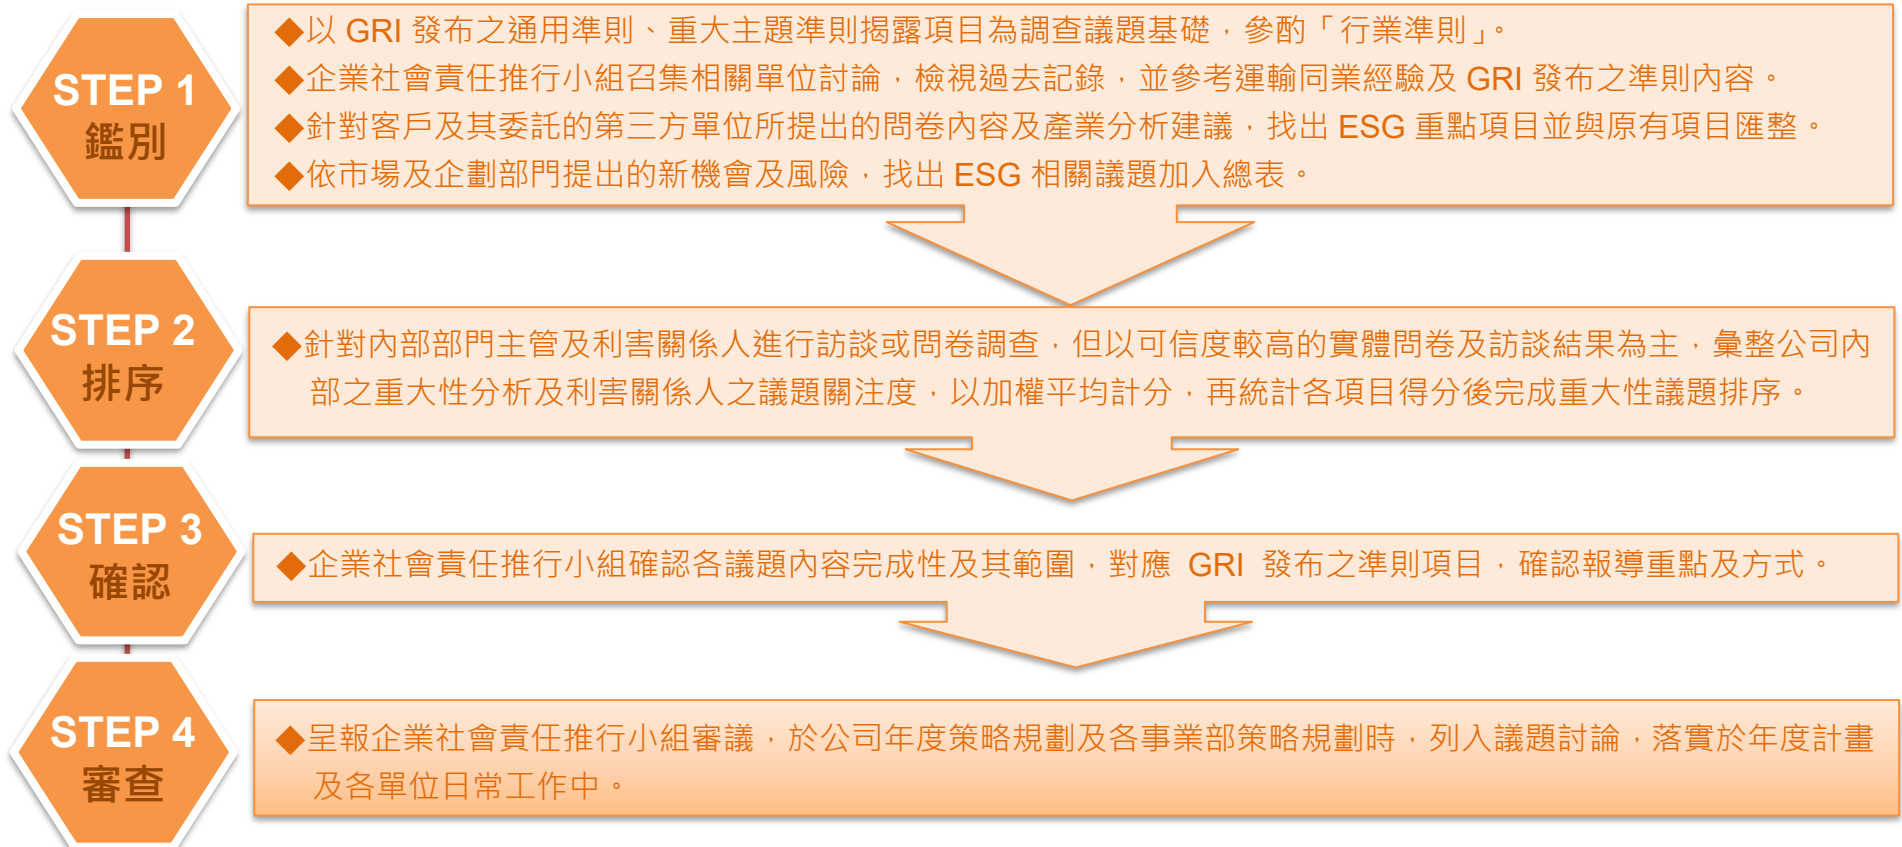 STEP 1
鑑別
◆以 GRI 發布之通用準則、重大主題準則揭露項目為調查議題基礎，參酌「行業準則」。
◆企業社會責任推行小組召集相關單位討論，檢視過去記錄，並參考運輸同業經驗及 GRI 發布之準則內容。
◆針對客戶及其委託的第三方單位所提出的問卷內容及產業分析建議，找出 ESG 重點項目並與原有項目匯整。
◆依市場及企劃部門提出的新機會及風險，找出 ESG 相關議題加入總表。
STEP 2
排序
◆針對內部部門主管及利害關係人進行訪談或問卷調查，但以可信度較高的實體問卷及訪談結果為主，彙整公司內
部之重大性分析及利害關係人之議題關注度，以加權平均計分，再統計各項目得分後完成重大性議題排序。
STEP 3
確認
◆企業社會責任推行小組確認各議題內容完成性及其範圍，對應 GRI 發布之準則項目，確認報導重點及方式。
STEP 4
審查
◆呈報企業社會責任推行小組審議，於公司年度策略規劃及各事業部策略規劃時，列入議題討論，落實於年度計畫
及各單位日常工作中。